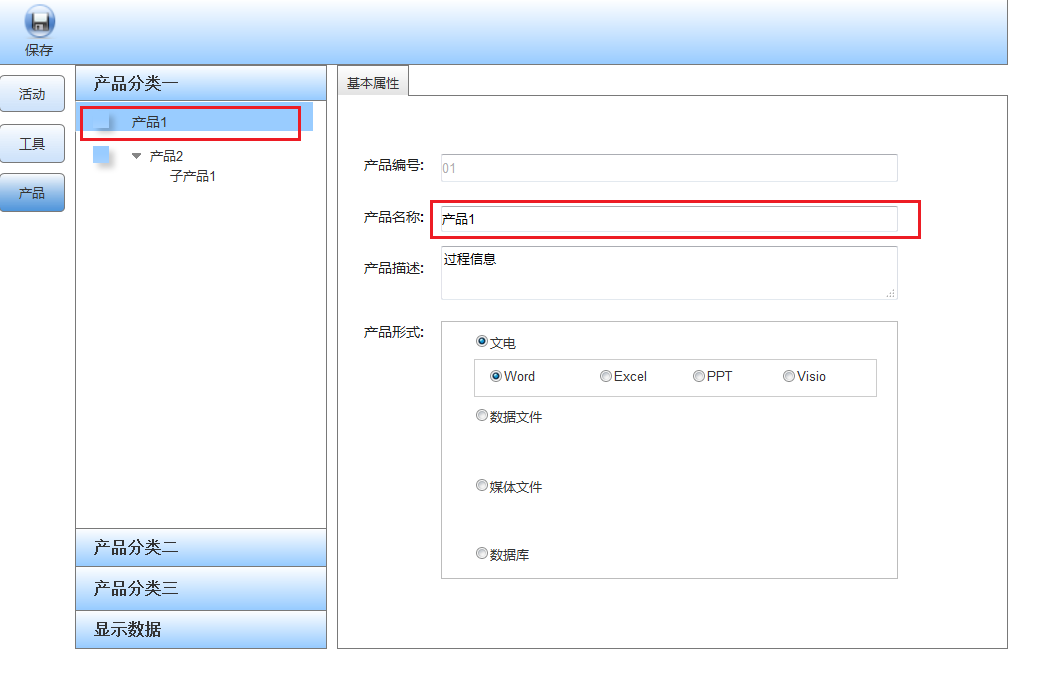 保存
活动
工具
产品
产品分类一
产品1
产品2
子产品1
产品分类二
产品分类三
显示数据
基本属性
产品编号: 01
产品名称: 产品1
产品描述: 过程信息
产品形式:
文电
Word Excel PPT Visio
数据文件
媒体文件
数据库